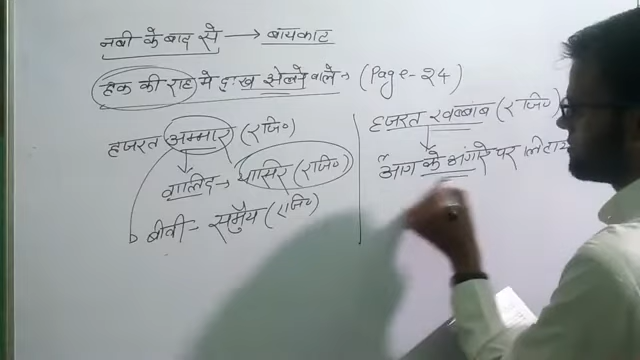 नबी के बाद से → बायकाट
हक की राह में दुःख झेलने वाले → (Page-24)
हजरत अम्मार (रजि०)
वालिद → यासिर (रजि०)
बीवी - सुमैय (रजि०)
हजरत खब्बाब (रजि०)
"आग के अंगारे पर लिटाय